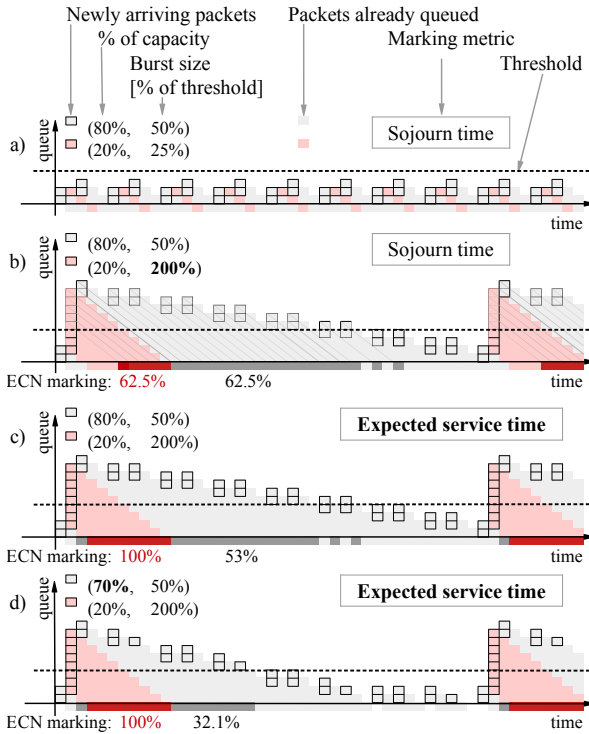 Newly arriving packets Packets already queued
% of capacity Marking metric
Burst size Threshold
[% of threshold]
a) queue (80%, 50%) Sojourn time
(20%, 25%)
time
b) queue (80%, 50%) Sojourn time
(20%, 200%)
ECN marking: 62.5% 62.5% time
c) queue (80%, 50%) Expected service time
(20%, 200%)
ECN marking: 100% 53% time
d) queue (70%, 50%) Expected service time
(20%, 200%)
ECN marking: 100% 32.1% time